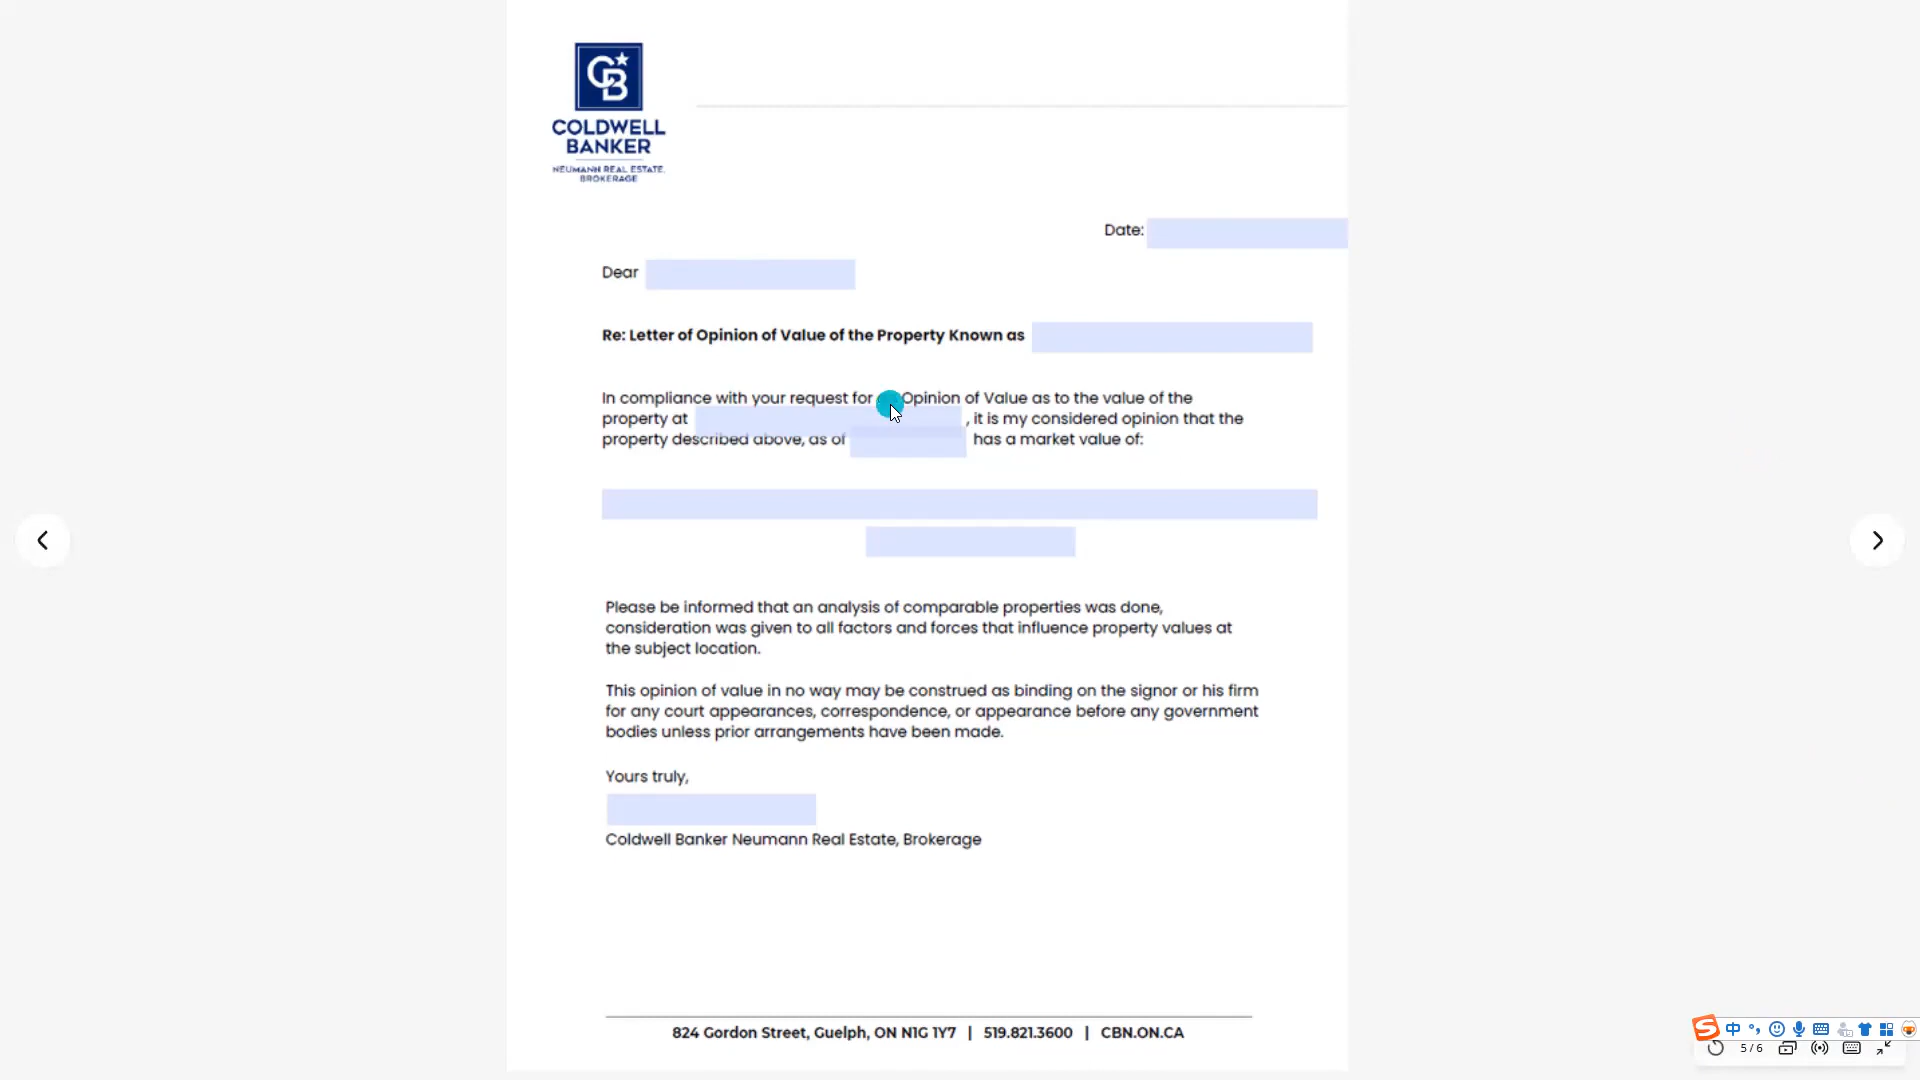 CB
COLDWELL
BANKER
NEUMANN REAL ESTATE,
BROKERAGE
Date:
Dear
Re: Letter of Opinion of Value of the Property Known as
In compliance with your request for Opinion of Value as to the value of the
property at , it is my considered opinion that the
property described above, as of has a market value of:
Please be informed that an analysis of comparable properties was done,
consideration was given to all factors and forces that influence property values at
the subject location.
This opinion of value in no way may be construed as binding on the signor or his firm
for any court appearances, correspondence, or appearance before any government
bodies unless prior arrangements have been made.
Yours truly,
Coldwell Banker Neumann Real Estate, Brokerage
824 Gordon Street, Guelph, ON N1G 1Y7 | 519.821.3600 | CBN.ON.CA
S 中
5 / 6